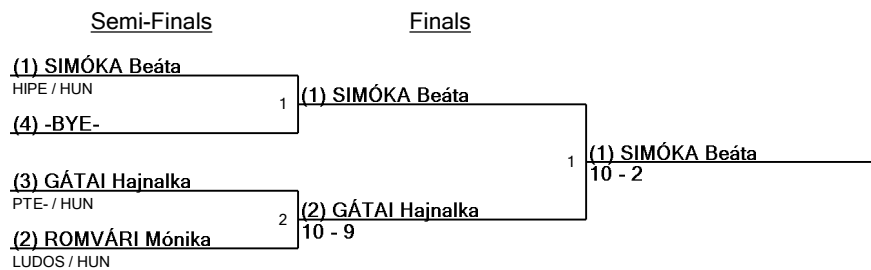 Semi-Finals
Finals
(1) SIMÓKA Beáta
HIPE / HUN
1
(1) SIMÓKA Beáta
(4) -BYE-
1
(1) SIMÓKA Beáta
10 - 2
(3) GÁTAI Hajnalka
PTE- / HUN
2
(2) GÁTAI Hajnalka
10 - 9
(2) ROMVÁRI Mónika
LUDOS / HUN